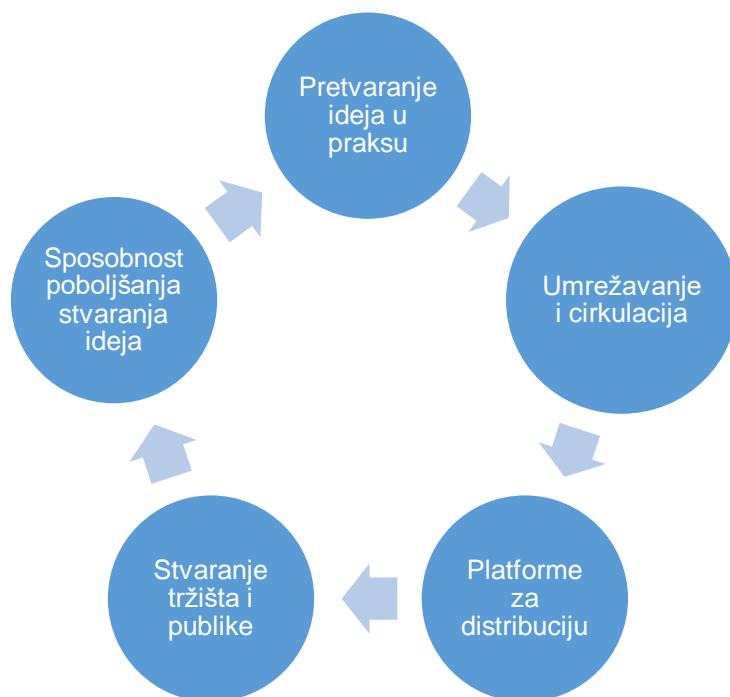 Pretvaranje
ideja u
praksu
Umrežavanje
i cirkulacija
Platforme
za
distribuciju
Stvaranje
tržišta i
publike
Sposobnost
poboljšanja
stvaranja
ideja